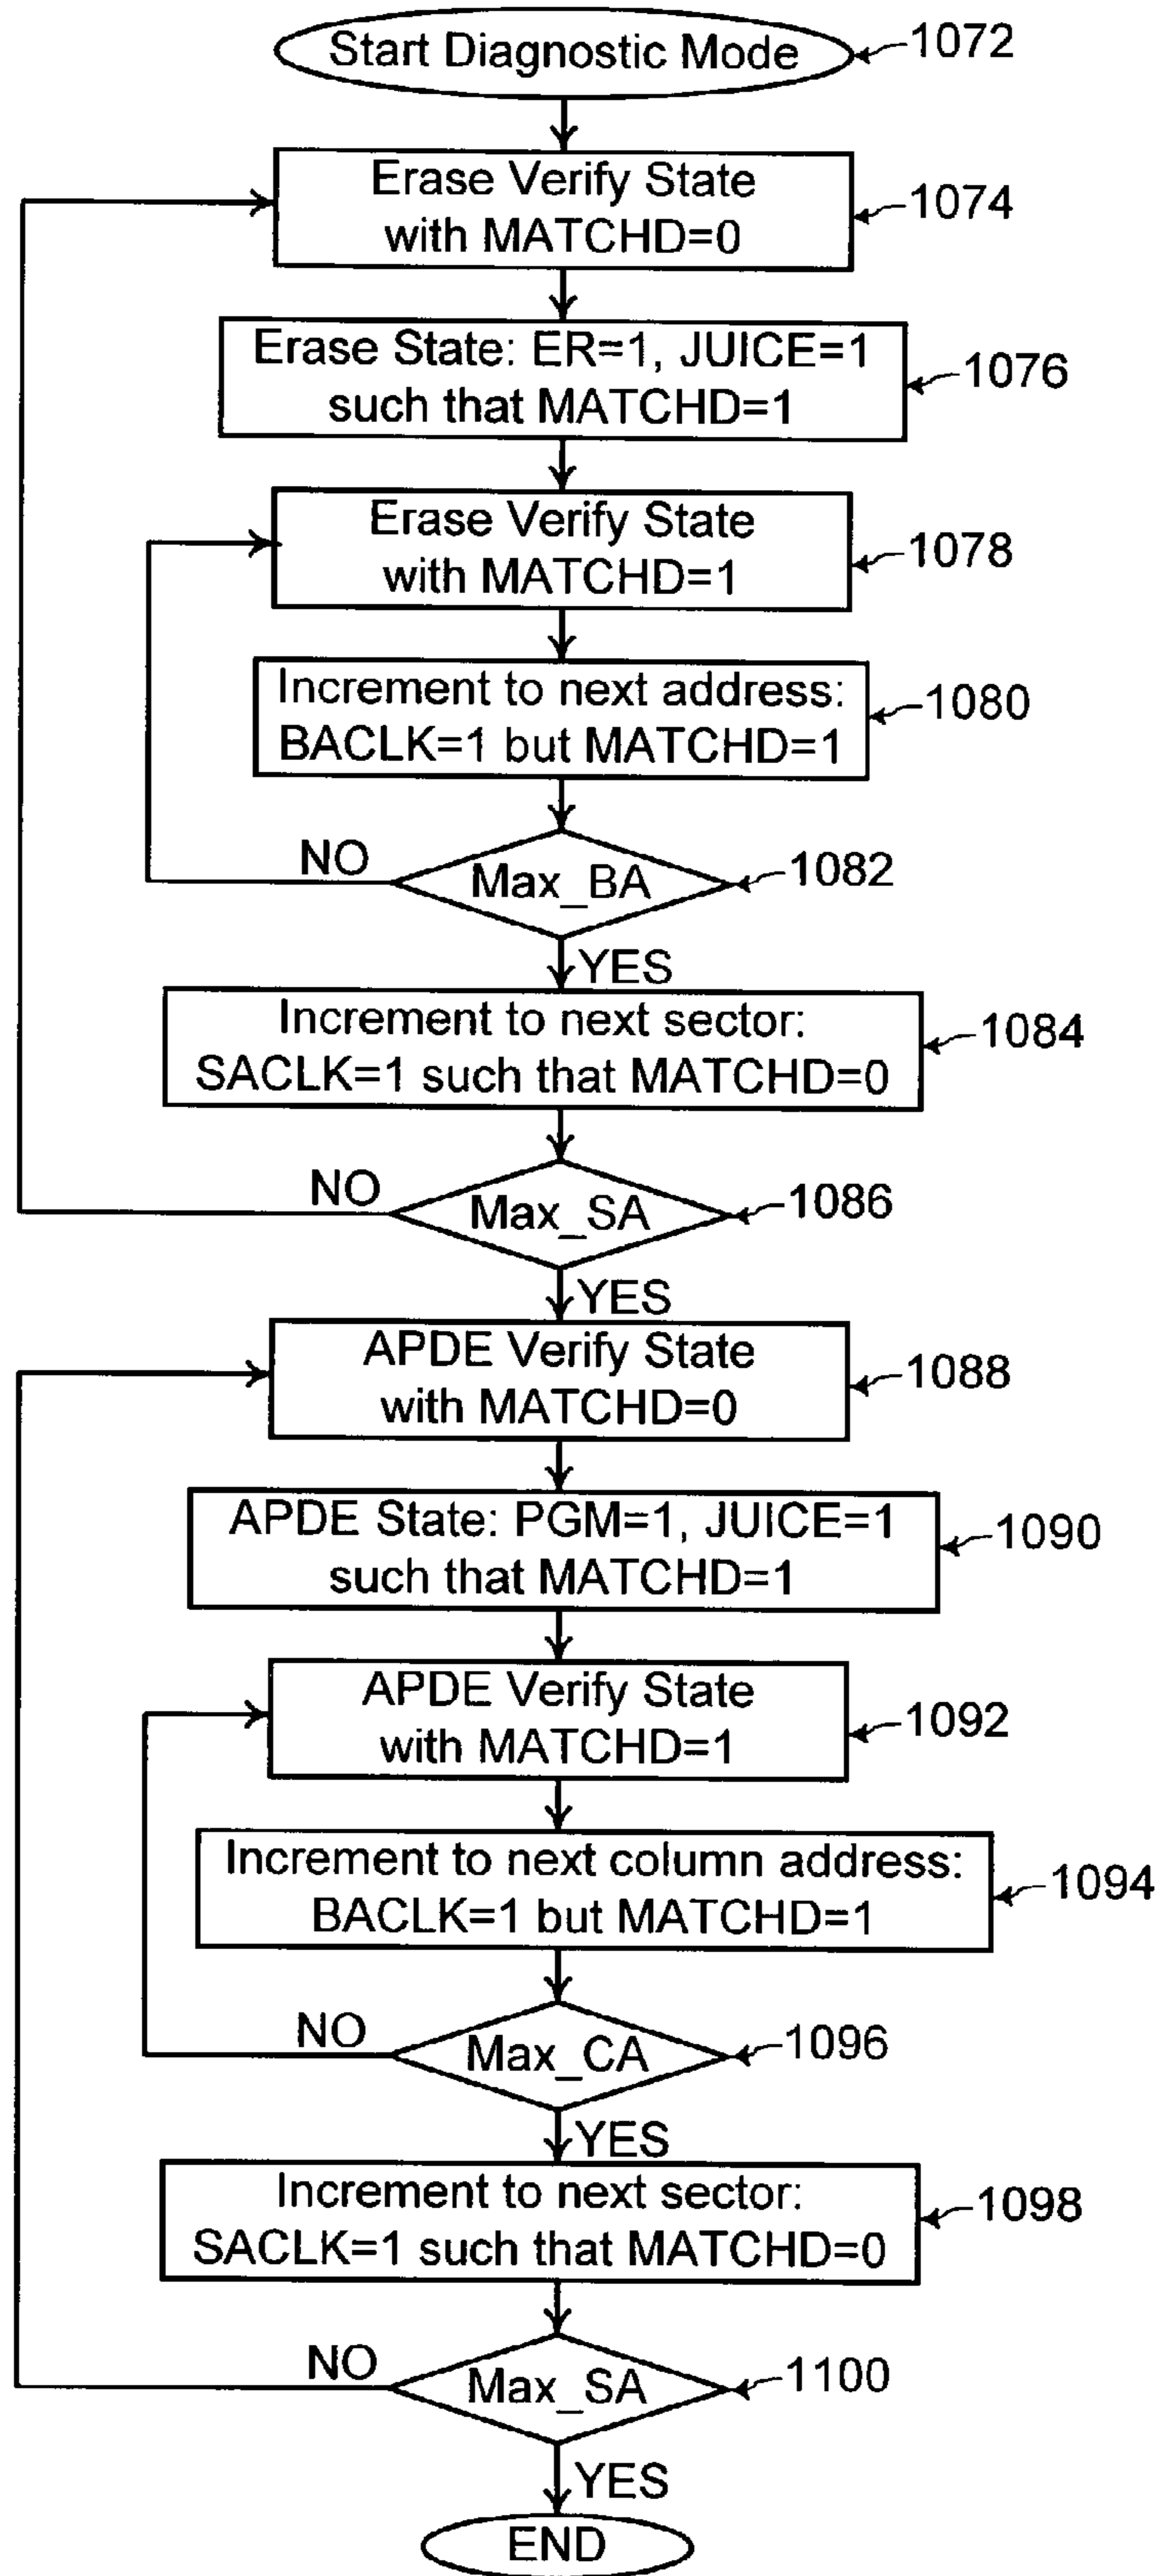 Start Diagnostic Mode
1072
Erase Verify State
with MATCHD=0
1074
Erase State: ER=1, JUICE=1
such that MATCHD=1
1076
Erase Verify State
with MATCHD=1
1078
Increment to next address:
BACLK=1 but MATCHD=1
1080
NO
Max_BA
1082
YES
Increment to next sector:
SACLK=1 such that MATCHD=0
1084
NO
Max_SA
1086
YES
APDE Verify State
with MATCHD=0
1088
APDE State: PGM=1, JUICE=1
such that MATCHD=1
1090
APDE Verify State
with MATCHD=1
1092
Increment to next column address:
BACLK=1 but MATCHD=1
1094
NO
Max_CA
1096
YES
Increment to next sector:
SACLK=1 such that MATCHD=0
1098
NO
Max_SA
1100
YES
END